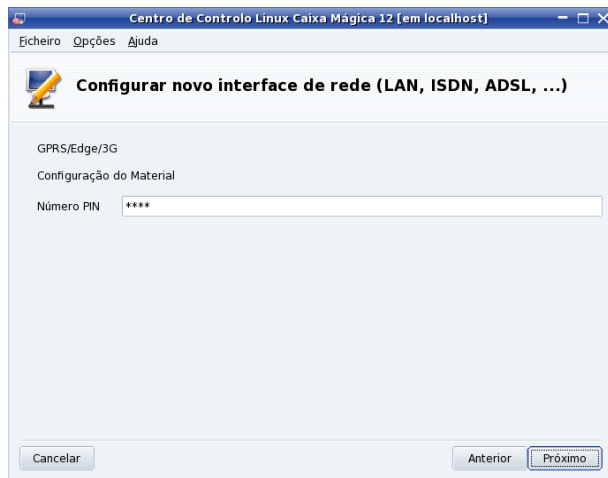 Centro de Controlo Linux Caixa Mágica 12 [em localhost]
Ficheiro Opções Ajuda
Configurar novo interface de rede (LAN, ISDN, ADSL, ...)
GPRS/Edge/3G
Configuração do Material
Número PIN ****
Cancelar Anterior Próximo